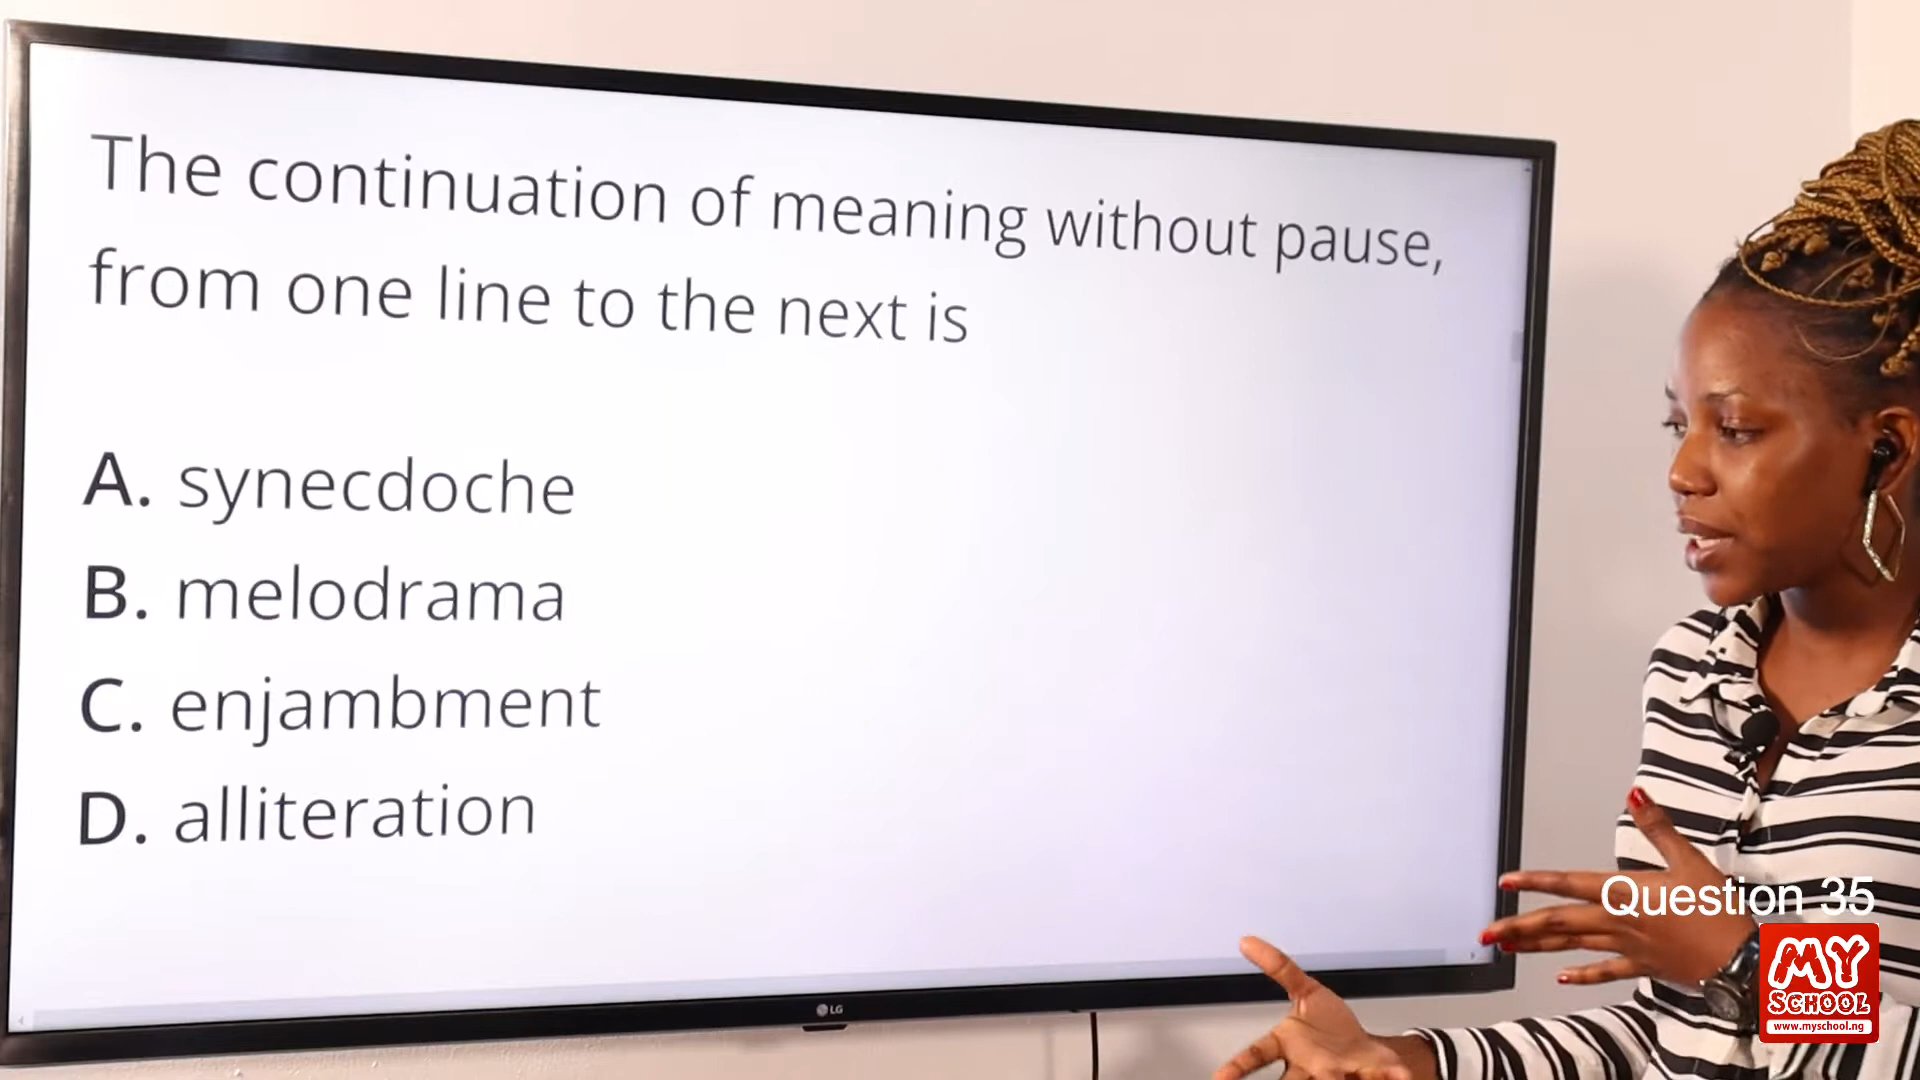 The continuation of meaning without pause,
from one line to the next is
A. synecdoche
B. melodrama
C. enjambment
D. alliteration
Question 35
MY
SCHOOL
www.myschool.ng
LG